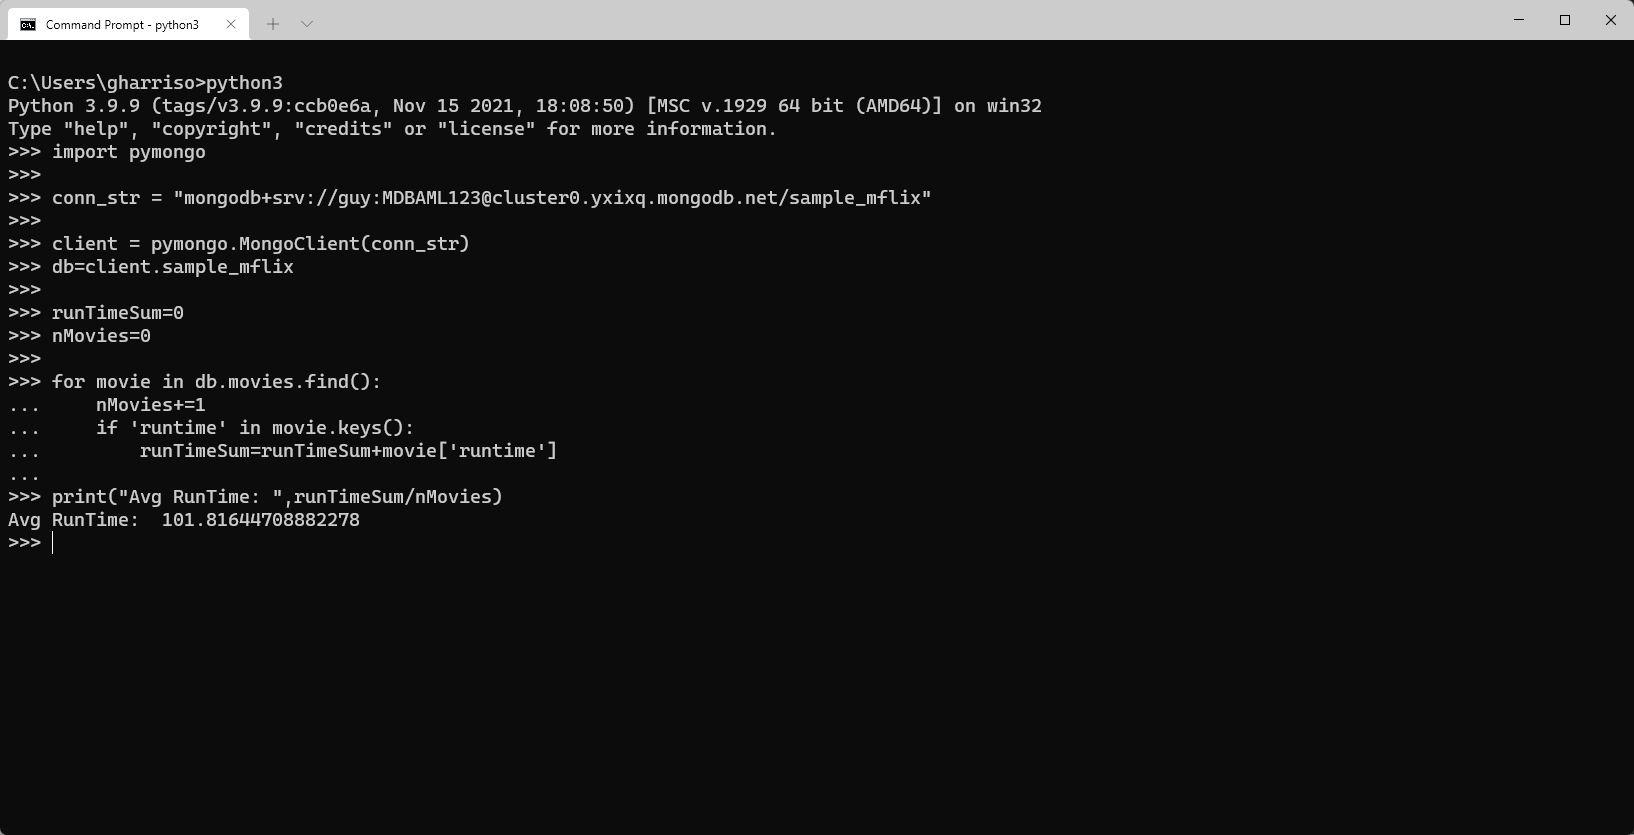 Command Prompt - python3
C:\Users\gharriso>python3
Python 3.9.9 (tags/v3.9.9:ccb0e6a, Nov 15 2021, 18:08:50) [MSC v.1929 64 bit (AMD64)] on win32
Type "help", "copyright", "credits" or "license" for more information.
>>> import pymongo
>>>
>>> conn_str = "mongodb+srv://guy:MDBAML123@cluster0.yxixq.mongodb.net/sample_mflix"
>>>
>>> client = pymongo.MongoClient(conn_str)
>>> db=client.sample_mflix
>>>
>>> runTimeSum=0
>>> nMovies=0
>>>
>>> for movie in db.movies.find():
...     nMovies+=1
...     if 'runtime' in movie.keys():
...         runTimeSum=runTimeSum+movie['runtime']
...
>>> print("Avg RunTime: ",runTimeSum/nMovies)
Avg RunTime:  101.81644708882278
>>>